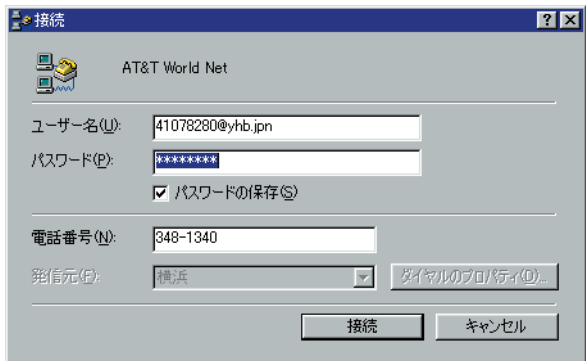 接続
AT&T World Net
ユーザー名(U): 41078280@yhb.jpn
パスワード(P): ********
パスワードの保存(S)
電話番号(N): 348-1340
発信元(F): 横浜 ダイヤルのプロパティ(D)...
接続 キャンセル